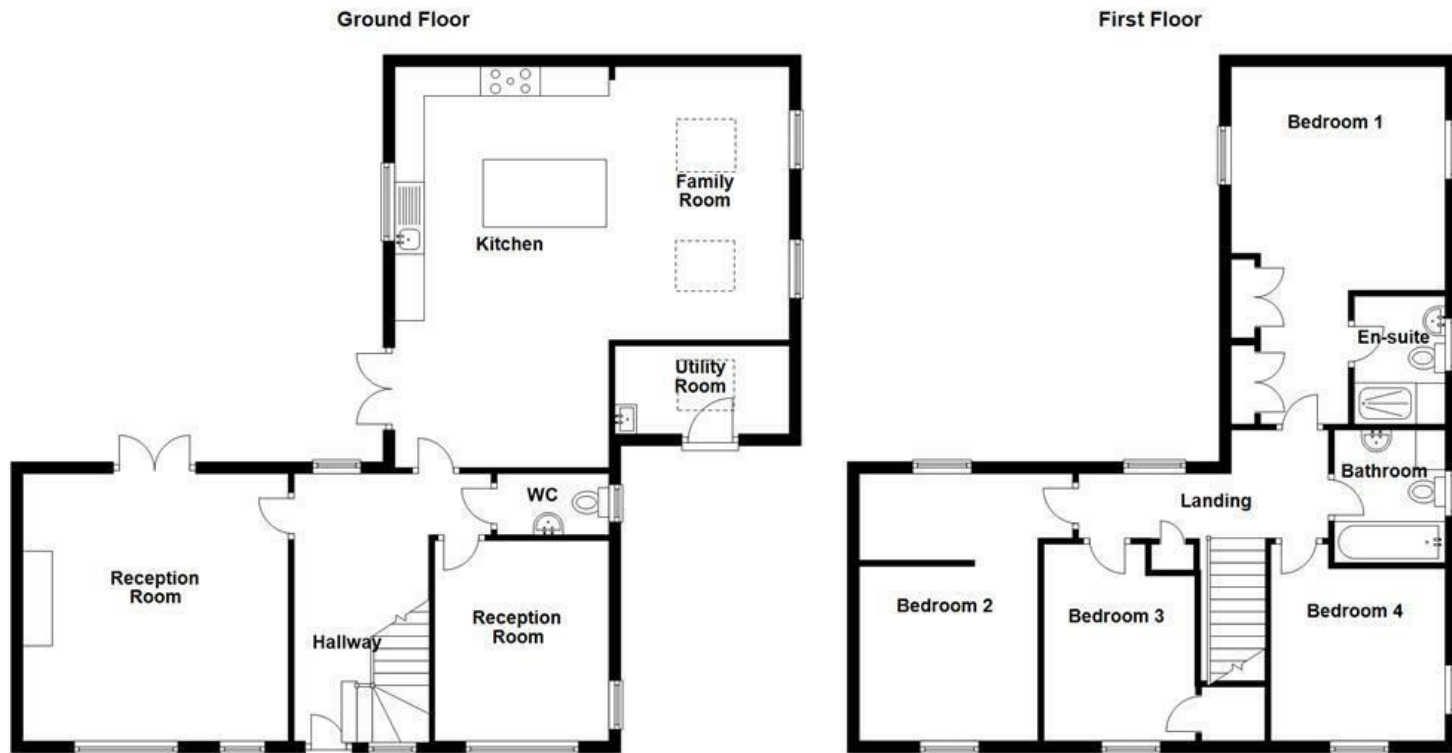 Ground Floor
First Floor
Bedroom 1
Family
Room
Kitchen
En-suite
Utility
Room
Bathroom
WC
Landing
Reception
Room
Hallway
Reception
Room
Bedroom 2
Bedroom 3
Bedroom 4